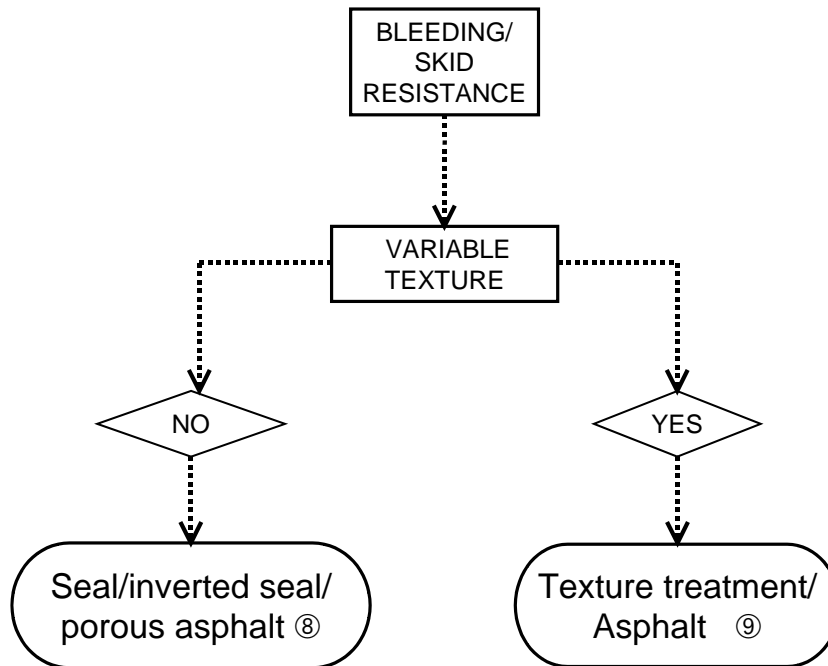 BLEEDING/
SKID
RESISTANCE
VARIABLE
TEXTURE
NO
YES
Seal/inverted seal/
porous asphalt ⑧
Texture treatment/
Asphalt ⑨